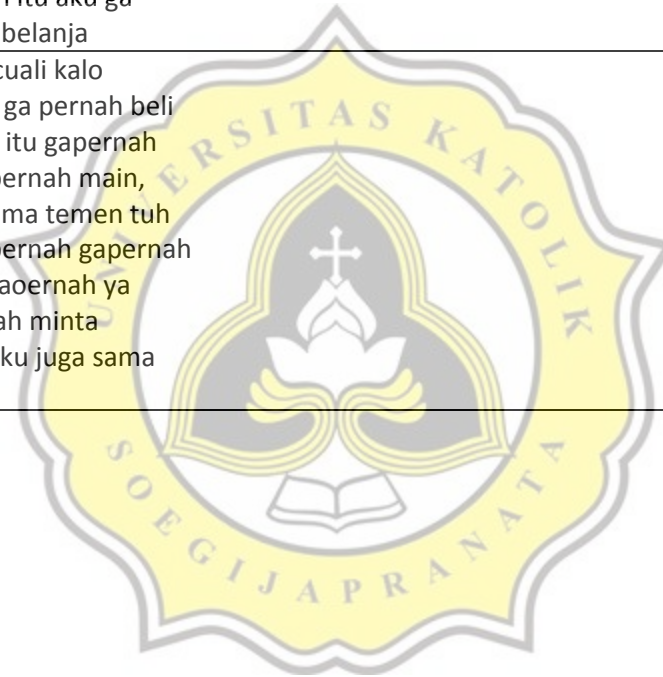 itu aku ga
belanja
cuali kalo
ga pernah beli
itu gapernah
pernah main,
ma temen tuh
pernah gapernah
aoernah ya
ah minta
ku juga sama
UNIVERSITAS KATOLIK
SOEGIJAPRANATA